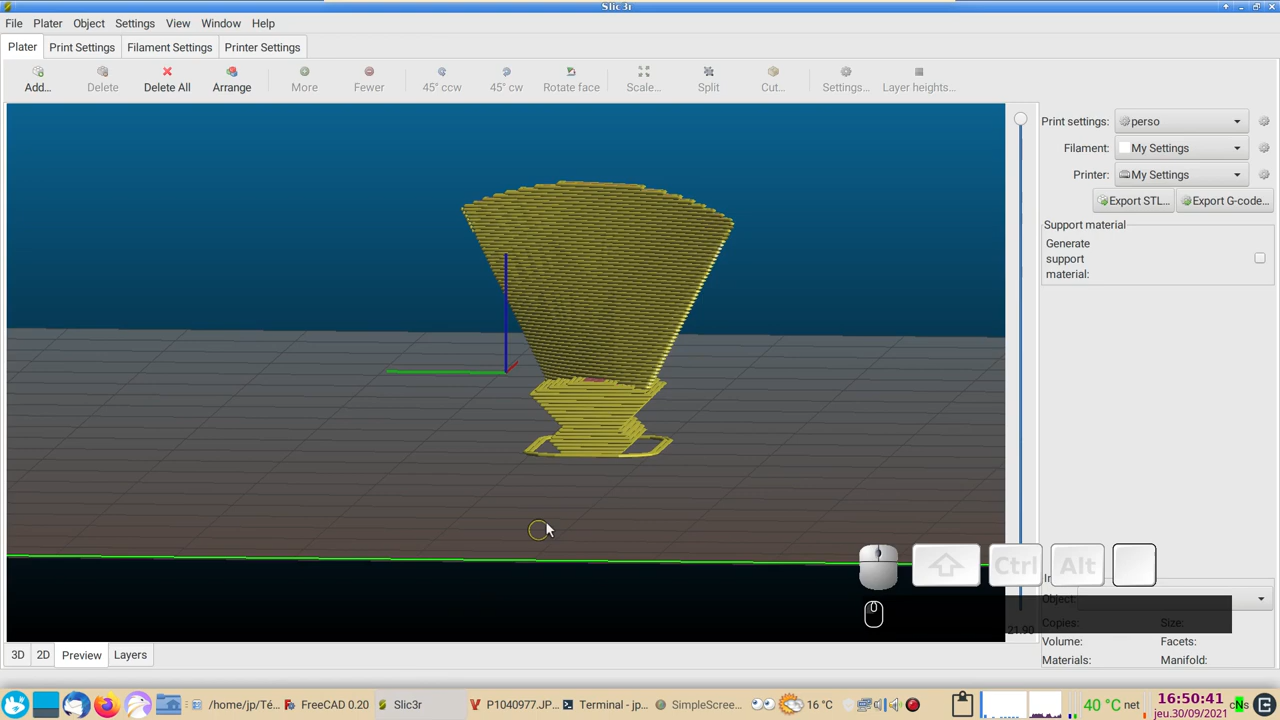 Slic3r
File Plater Object Settings View Window Help
Plater Print Settings Filament Settings Printer Settings
Add... Delete Delete All Arrange More Fewer 45° ccw 45° cw Rotate face Scale... Split Cut... Settings... Layer heights...
Print settings: perso
Filament: My Settings
Printer: My Settings
Export STL... Export G-code...
Support material
Generate
support
material:
Ctrl Alt
Object:
21.90
Copies: Size:
Volume: Facets:
Materials: Manifold:
3D 2D Preview Layers
/home/jp/Té... FreeCAD 0.20 Slic3r P1040977.JP... Terminal - jp... SimpleScree... 16 °C 40 °C net 16:50:41
jeu.30/09/2021